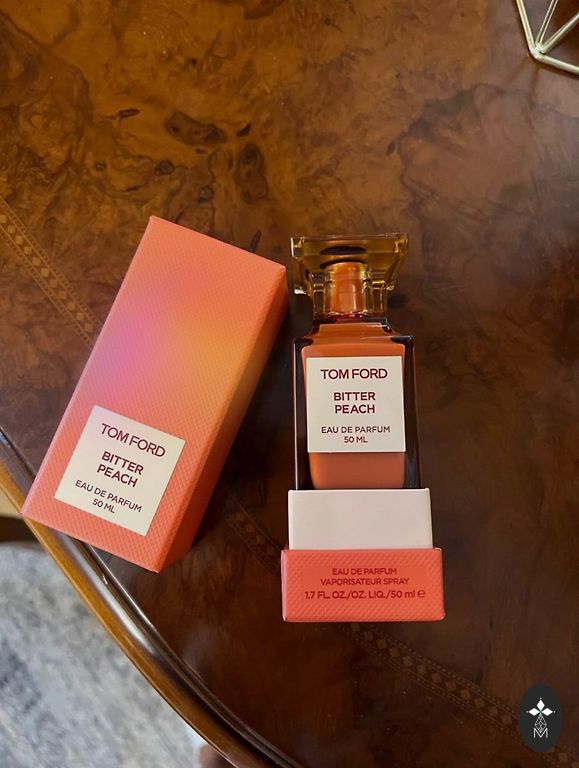 TOM FORD
BITTER
PEACH
EAU DE PARFUM
50 ML
TOM FORD
BITTER
PEACH
EAU DE PARFUM
50 ML
EAU DE PARFUM
VAPORISATEUR SPRAY
1.7 FL. OZ./OZ. LIQ./50 ml ℮
M